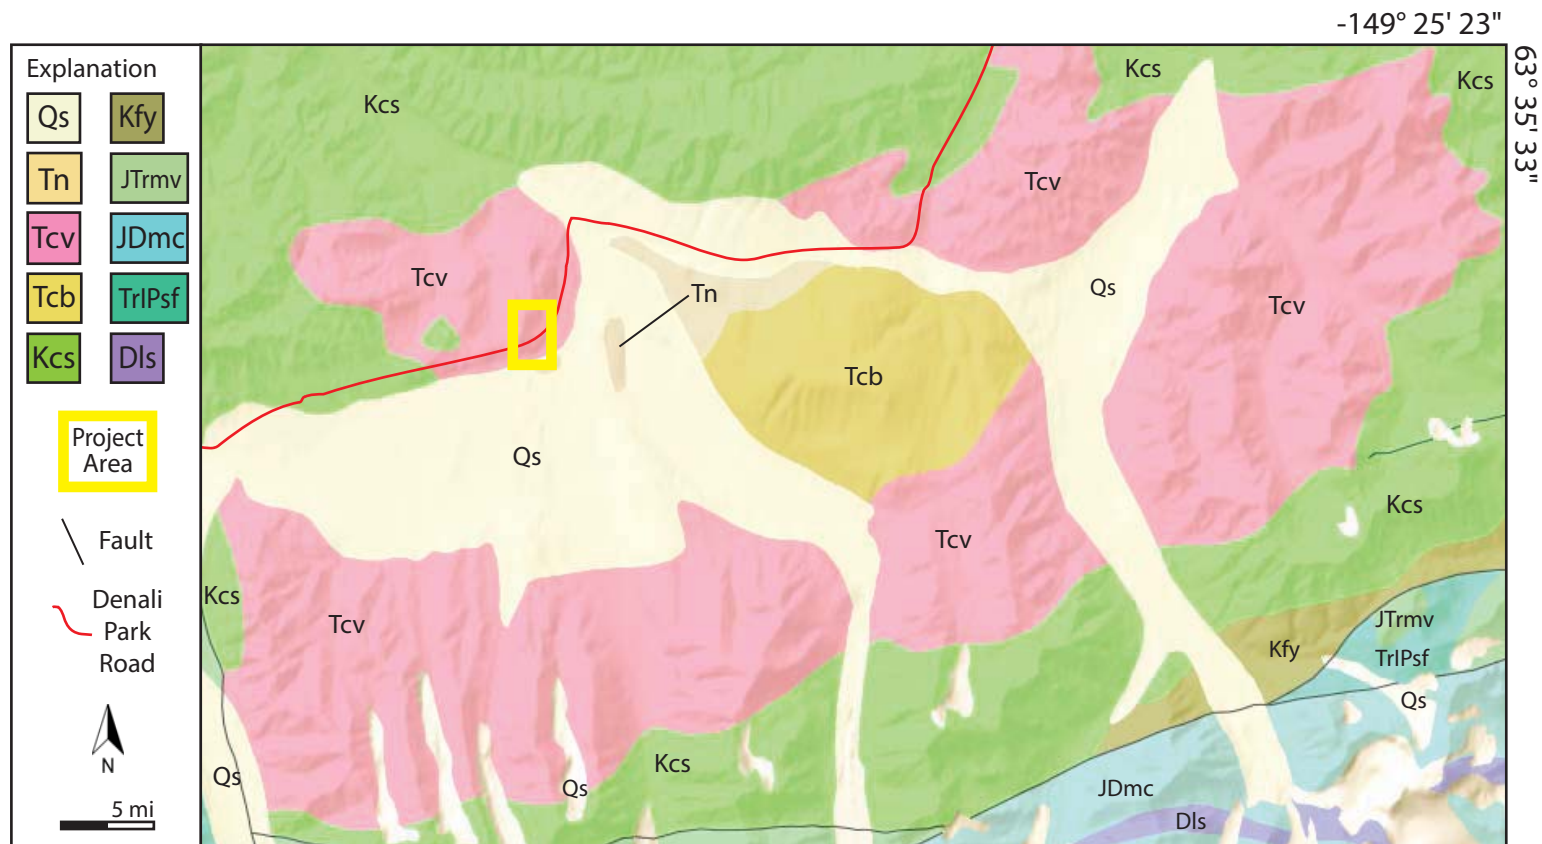 -149° 25' 23"
63° 35' 33"
Explanation
Qs
Kfy
Tn
JTrmv
Tcv
JDmc
Tcb
TrIPsf
Kcs
Dls
Project
Area
Fault
Denali
Park
Road
N
5 mi
Kcs
Kcs
Kcs
Tcv
Tcv
Tn
Qs
Tcv
Tcb
Qs
Kcs
Tcv
Kcs
Tcv
JTrmv
Kfy
TrIPsf
Qs
Kcs
Qs
Qs
JDmc
Dls